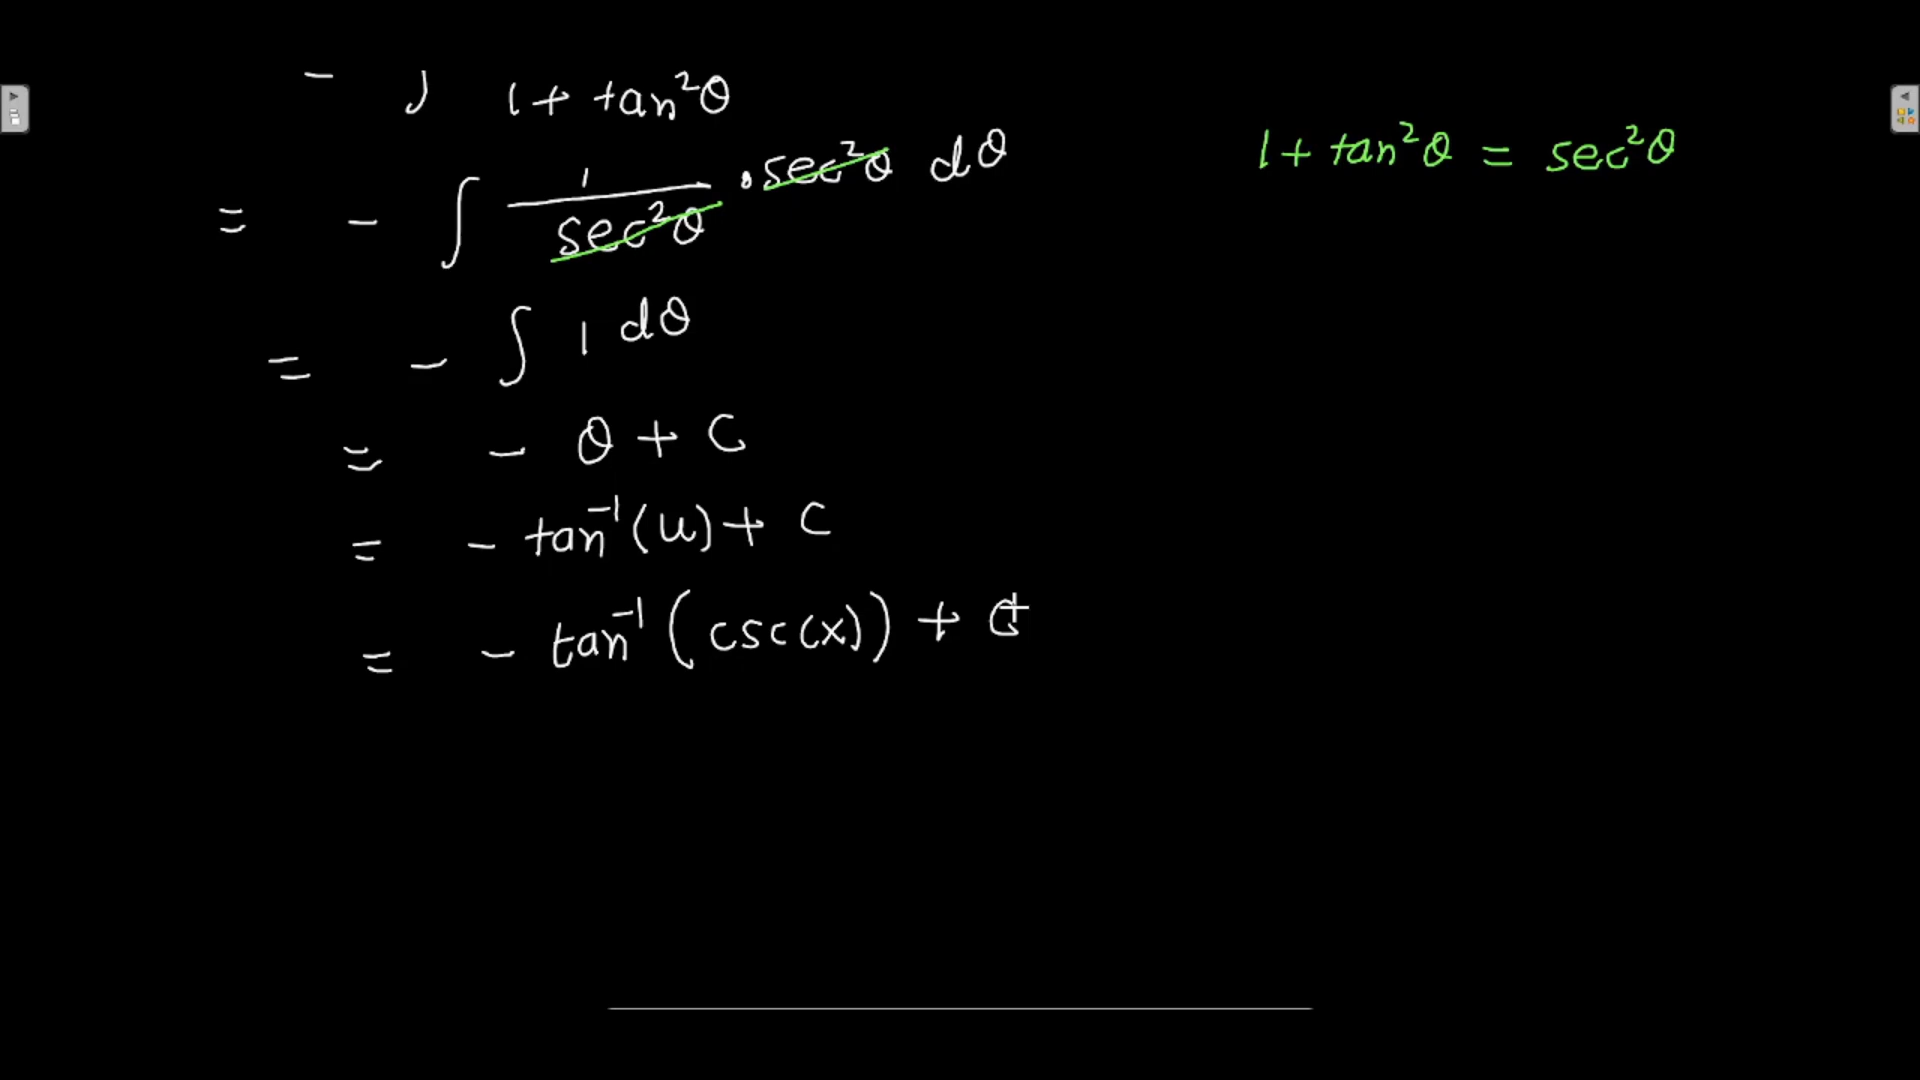 - ∫ 1 + tan²θ
= - ∫ 1/sec²θ · sec²θ dθ
1 + tan²θ = sec²θ
= - ∫ 1 dθ
= - θ + C
= - tan⁻¹(u) + C
= - tan⁻¹(csc(x)) + C